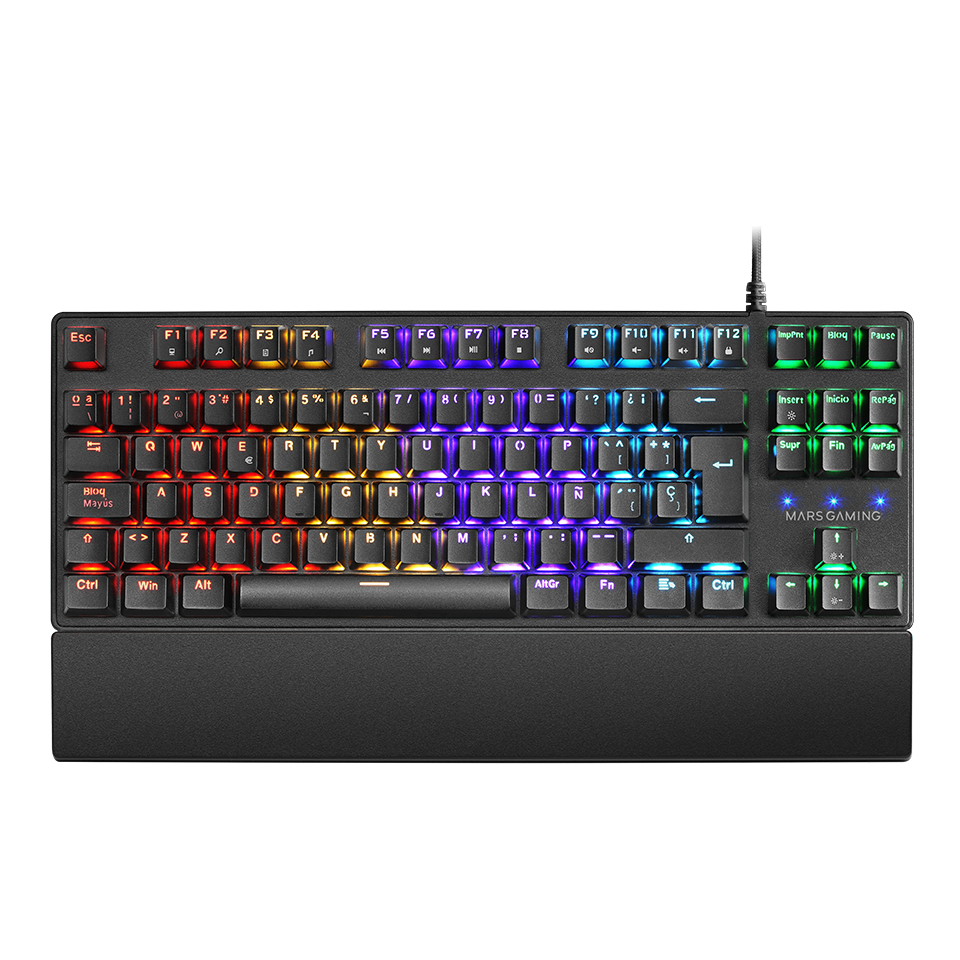 Esc F1 F2 F3 F4 F5 F6 F7 F8 F9 F10 F11 F12 ImpPnt Bloq Pause
º ª \ 1 ! ¦ 2 " @ 3 · # 4 $ 5 % 6 & ¬ 7 / 8 ( 9 ) 0 = ' ? ¿ ¡ ← Insert Inicio RePág
Q W E € R T Y U I O P ` ^ [ + * ] Supr Fin AvPág
Bloq Mayús A S D F G H J K L Ñ ´ ¨ { Ç }
MARS GAMING
⇧ < > Z X C V B N M , ; . : - _ ⇧ ↑
Ctrl Win Alt AltGr Fn Ctrl ← ↓ →